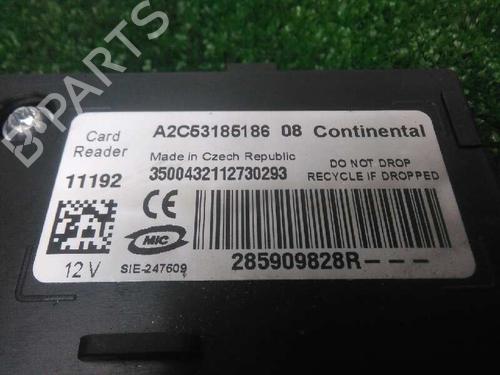 Card Reader
A2C53185186 08 Continental
Made in Czech Republic
3500432112730293
DO NOT DROP
RECYCLE IF DROPPED
11192
CE
MIC
12 V
SIE-247609
285909828R---
B-PARTS